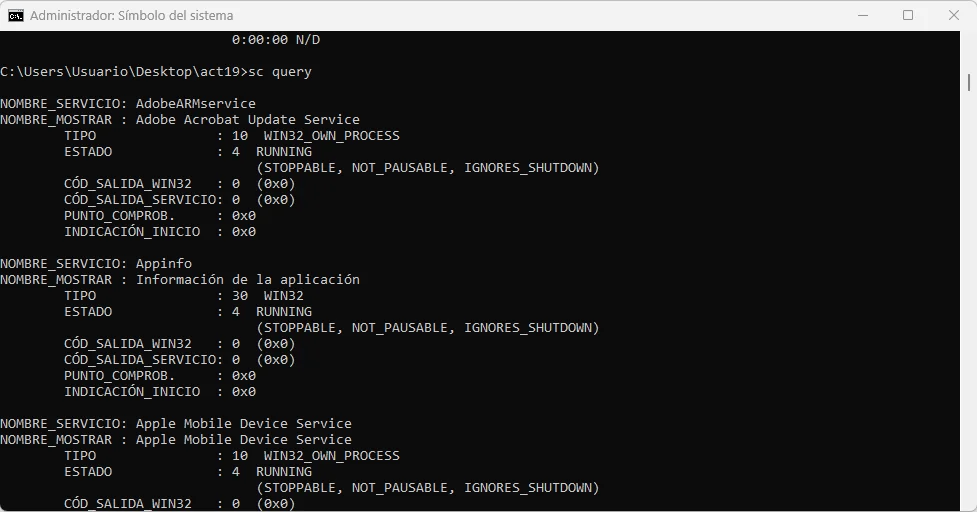 Administrador: Símbolo del sistema
0:00:00 N/D
C:\Users\Usuario\Desktop\act19>sc query
NOMBRE_SERVICIO: AdobeARMservice
NOMBRE_MOSTRAR : Adobe Acrobat Update Service
TIPO : 10 WIN32_OWN_PROCESS
ESTADO : 4 RUNNING
(STOPPABLE, NOT_PAUSABLE, IGNORES_SHUTDOWN)
CÓD_SALIDA_WIN32 : 0 (0x0)
CÓD_SALIDA_SERVICIO: 0 (0x0)
PUNTO_COMPROB. : 0x0
INDICACIÓN_INICIO : 0x0
NOMBRE_SERVICIO: Appinfo
NOMBRE_MOSTRAR : Información de la aplicación
TIPO : 30 WIN32
ESTADO : 4 RUNNING
(STOPPABLE, NOT_PAUSABLE, IGNORES_SHUTDOWN)
CÓD_SALIDA_WIN32 : 0 (0x0)
CÓD_SALIDA_SERVICIO: 0 (0x0)
PUNTO_COMPROB. : 0x0
INDICACIÓN_INICIO : 0x0
NOMBRE_SERVICIO: Apple Mobile Device Service
NOMBRE_MOSTRAR : Apple Mobile Device Service
TIPO : 10 WIN32_OWN_PROCESS
ESTADO : 4 RUNNING
(STOPPABLE, NOT_PAUSABLE, IGNORES_SHUTDOWN)
CÓD_SALIDA_WIN32 : 0 (0x0)